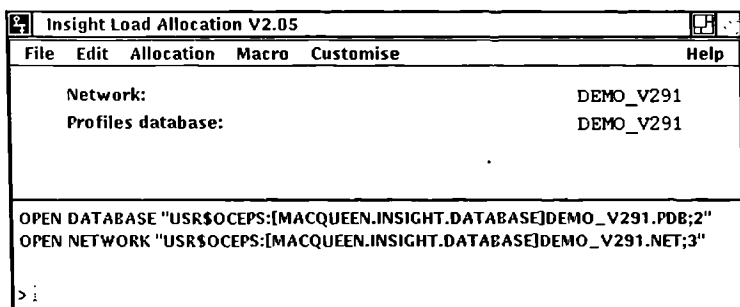 Insight Load Allocation V2.05
File Edit Allocation Macro Customise Help
Network: DEMO_V291
Profiles database: DEMO_V291
OPEN DATABASE "USR$OCEPS:[MACQUEEN.INSIGHT.DATABASE]DEMO_V291.PDB;2"
OPEN NETWORK "USR$OCEPS:[MACQUEEN.INSIGHT.DATABASE]DEMO_V291.NET;3"
>